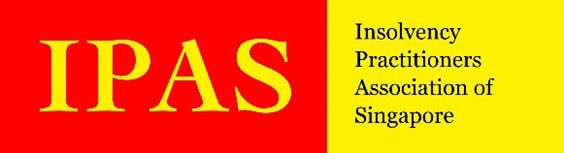 IPAS
Insolvency
Practitioners
Association of
Singapore